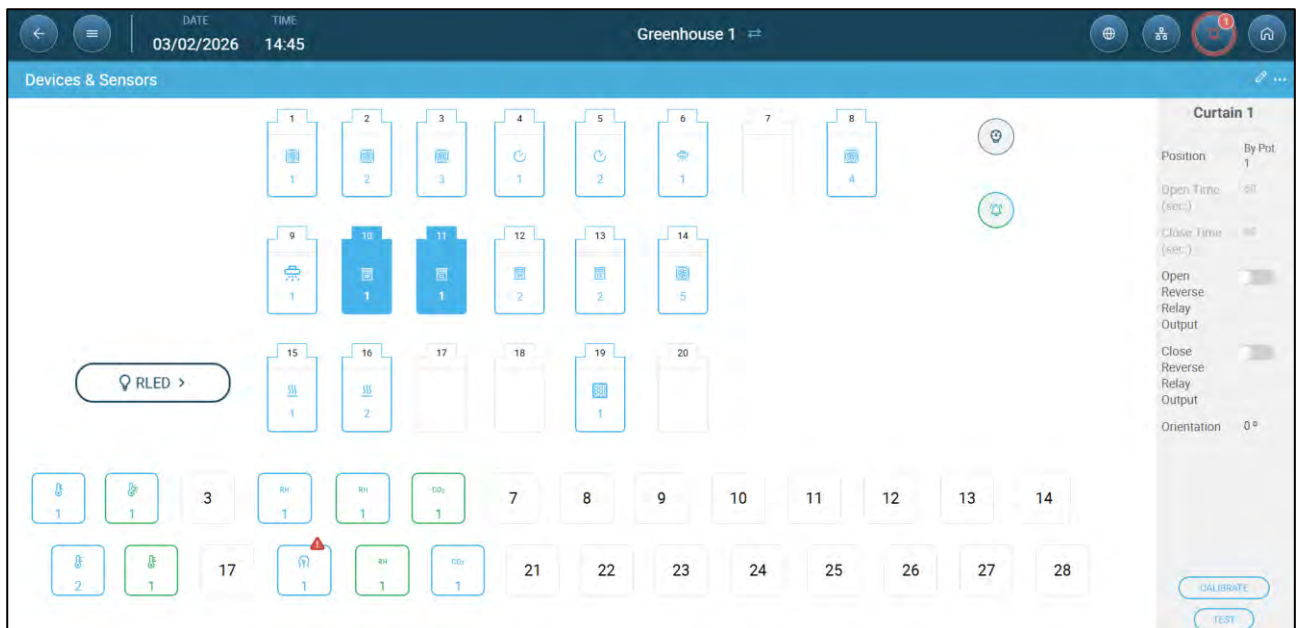 DATE TIME
03/02/2026 14:45
Greenhouse 1
1
Devices & Sensors
1 2 3 4 5 6 7 8
1 2 3 1 2 1 4
9 10 11 12 13 14
1 1 1 2 2 5
15 16 17 18 19 20
1 2 1
RLED >
RH RH CO₂
1 1 3 1 1 1 7 8 9 10 11 12 13 14
RH CO₂
2 1 17 1 1 1 21 22 23 24 25 26 27 28
Curtain 1
Position By Pot 1
Open Time (sec.) 60
Close Time (sec.)
Open
Reverse
Relay
Output
Close
Reverse
Relay
Output
Orientation 0 º
CALIBRATE
TEST